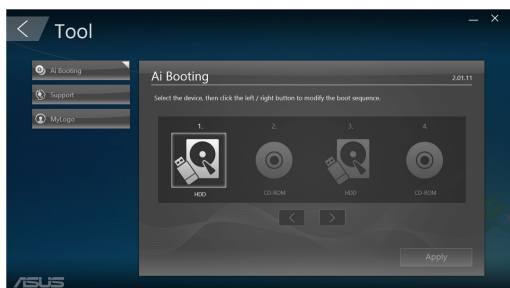 Tool
Ai Booting
Support
MyLogo
Ai Booting
2.01.11
Select the device, then click the left / right button to modify the boot sequence.
1. 2. 3. 4.
HDD CD-ROM HDD CD-ROM
Apply
ASUS